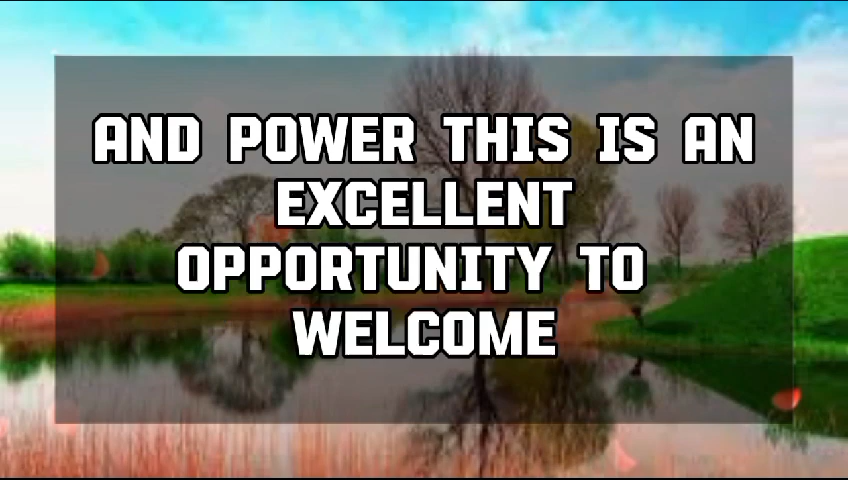 AND POWER THIS IS AN
EXCELLENT
OPPORTUNITY TO
WELCOME